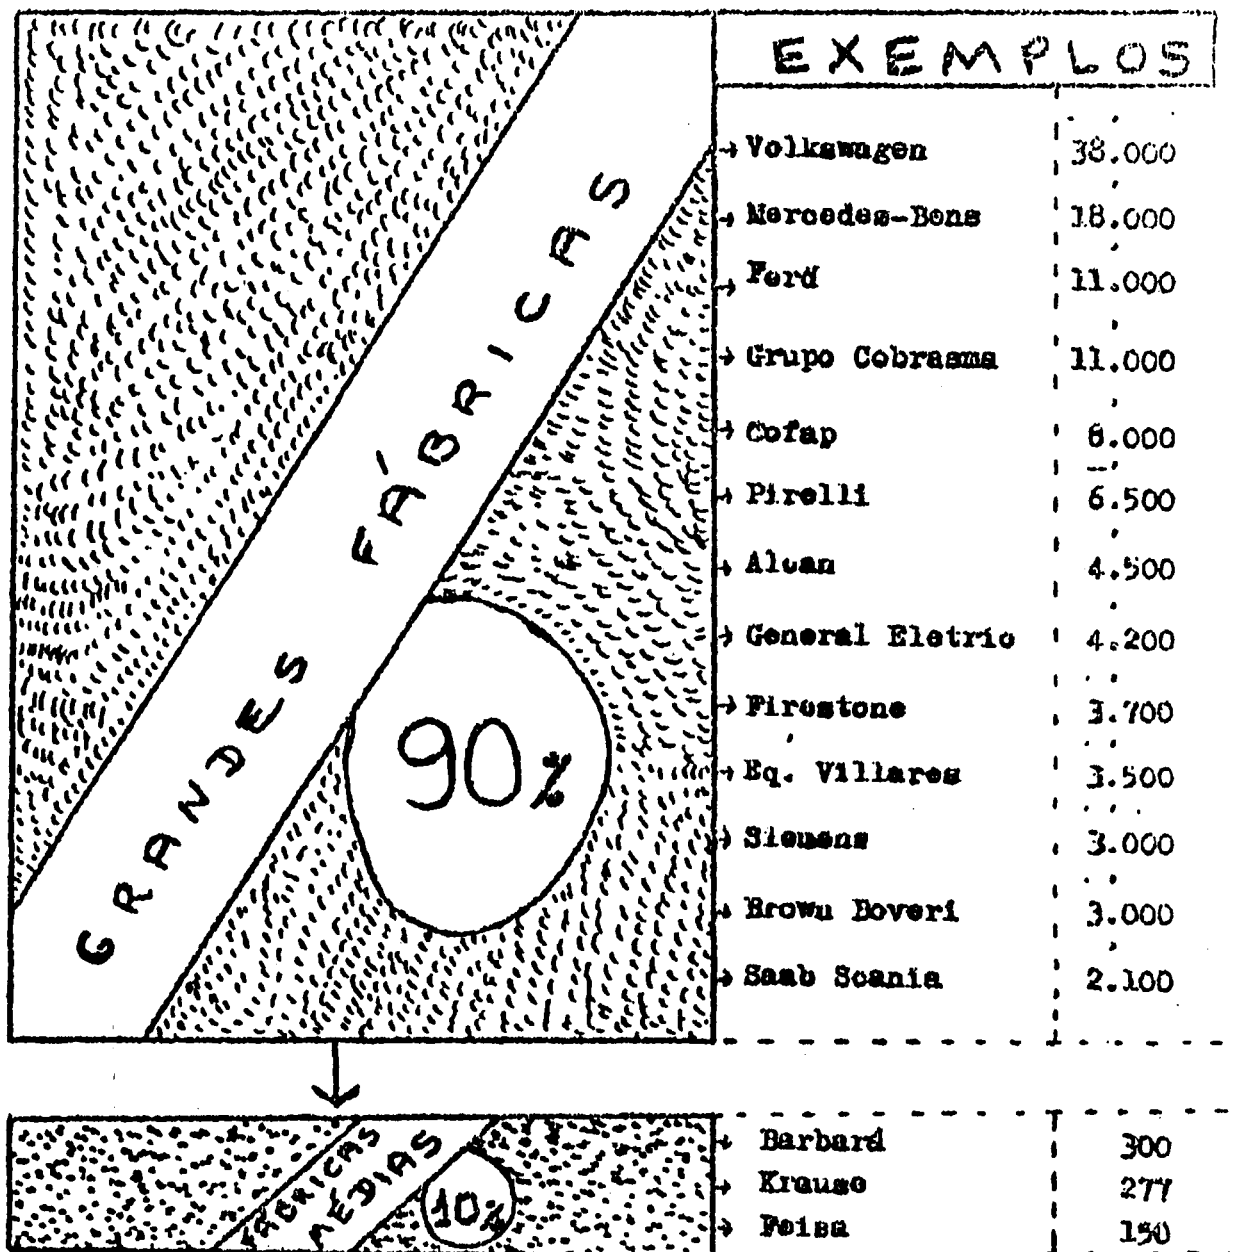 EXEMPLOS
GRANDES FÁBRICAS
90%
Volkswagen 38.000
Mercedes-Bens 18.000
Ford 11.000
Grupo Cobrasma 11.000
Cofap 8.000
Pirelli 6.500
Alcan 4.500
General Eletric 4.200
Firestone 3.700
Eq. Villares 3.500
Siemens 3.000
Brown Boveri 3.000
Saab Scania 2.100
FÁBRICAS
MÉDIAS
10%
Barbará 300
Krause 277
150